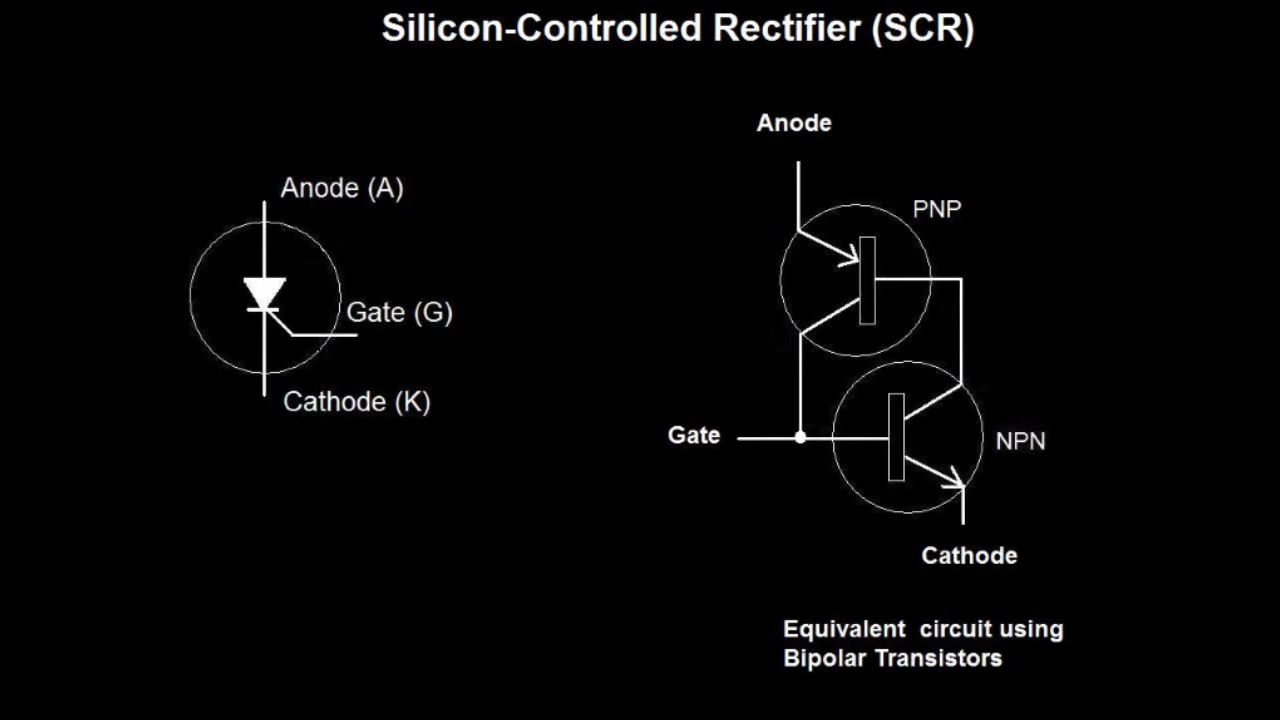 Silicon-Controlled Rectifier (SCR)
Anode (A)
Gate (G)
Cathode (K)
Anode
PNP
Gate
NPN
Cathode
Equivalent  circuit using
Bipolar Transistors